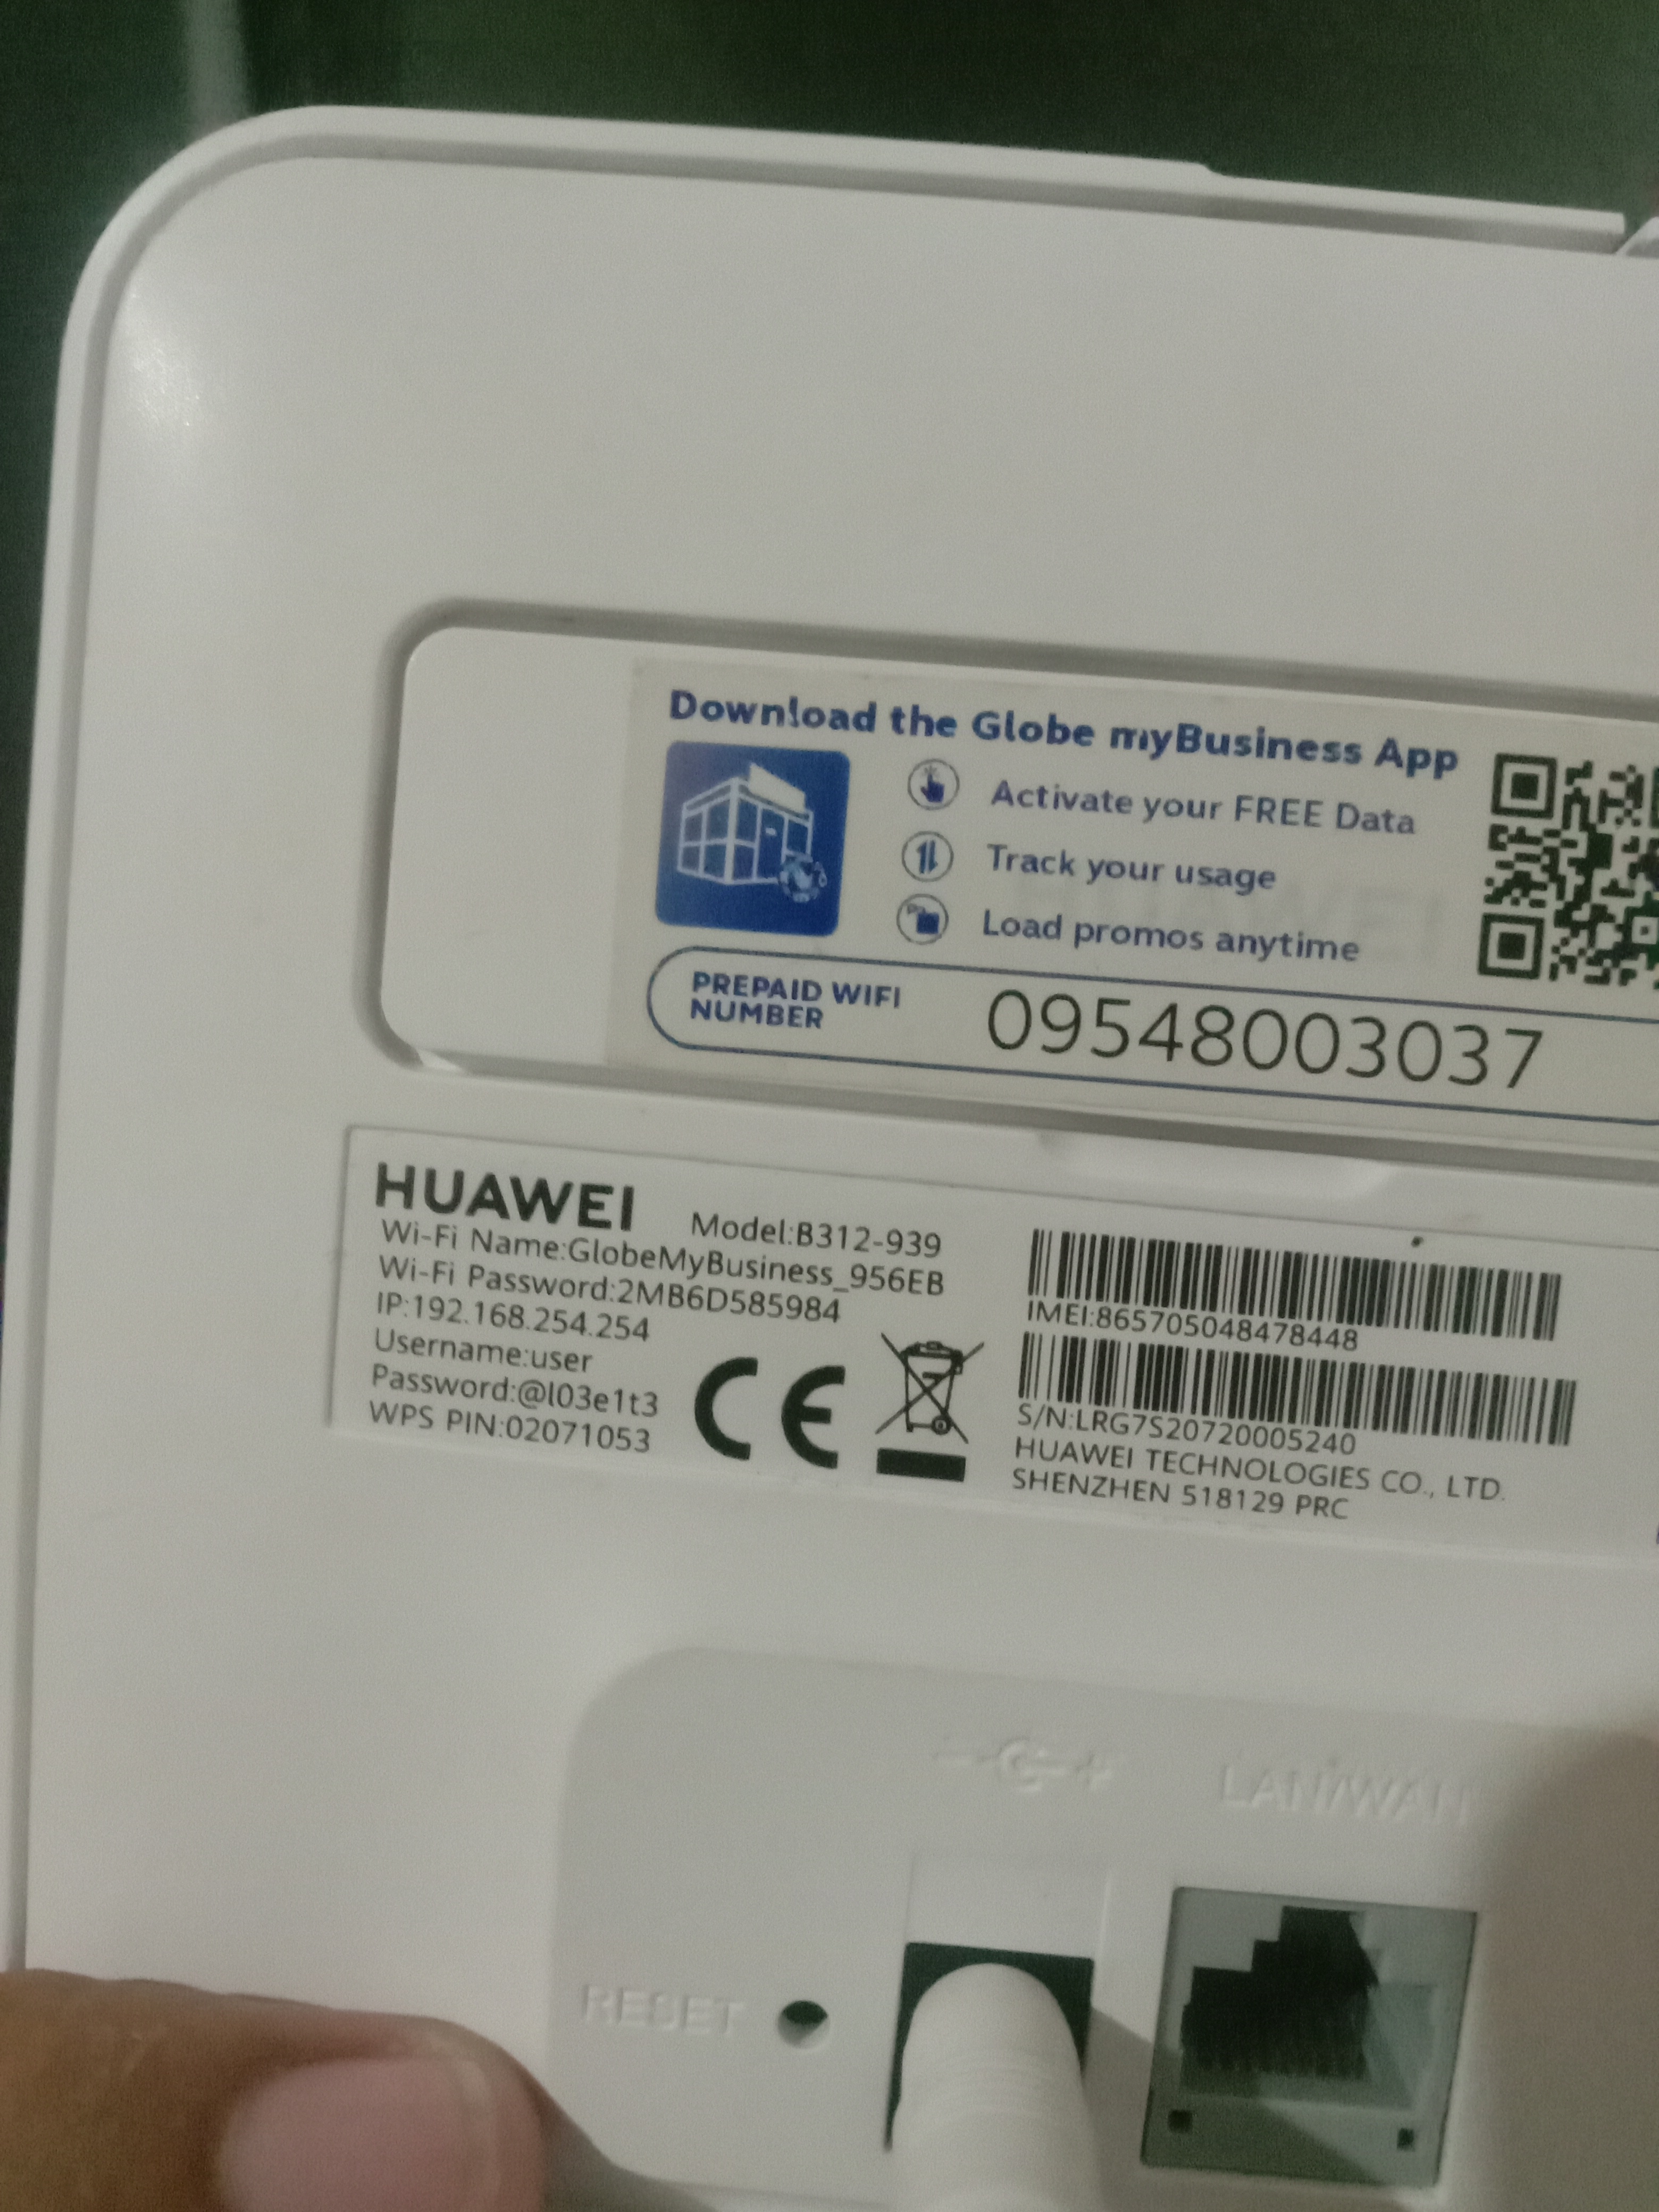 Download the Globe myBusiness App
Activate your FREE Data
Track your usage
Load promos anytime
PREPAID WIFI
NUMBER
09548003037
HUAWEI
Model:B312-939
Wi-Fi Name:GlobeMyBusiness_956EB
Wi-Fi Password:2MB6D585984
IP:192.168.254.254
Username:user
Password:@l03e1t3
WPS PIN:02071053
CE
IMEI:865705048478448
S/N:LRG7S20720005240
HUAWEI TECHNOLOGIES CO., LTD.
SHENZHEN 518129 PRC
LAN/WAN
RESET